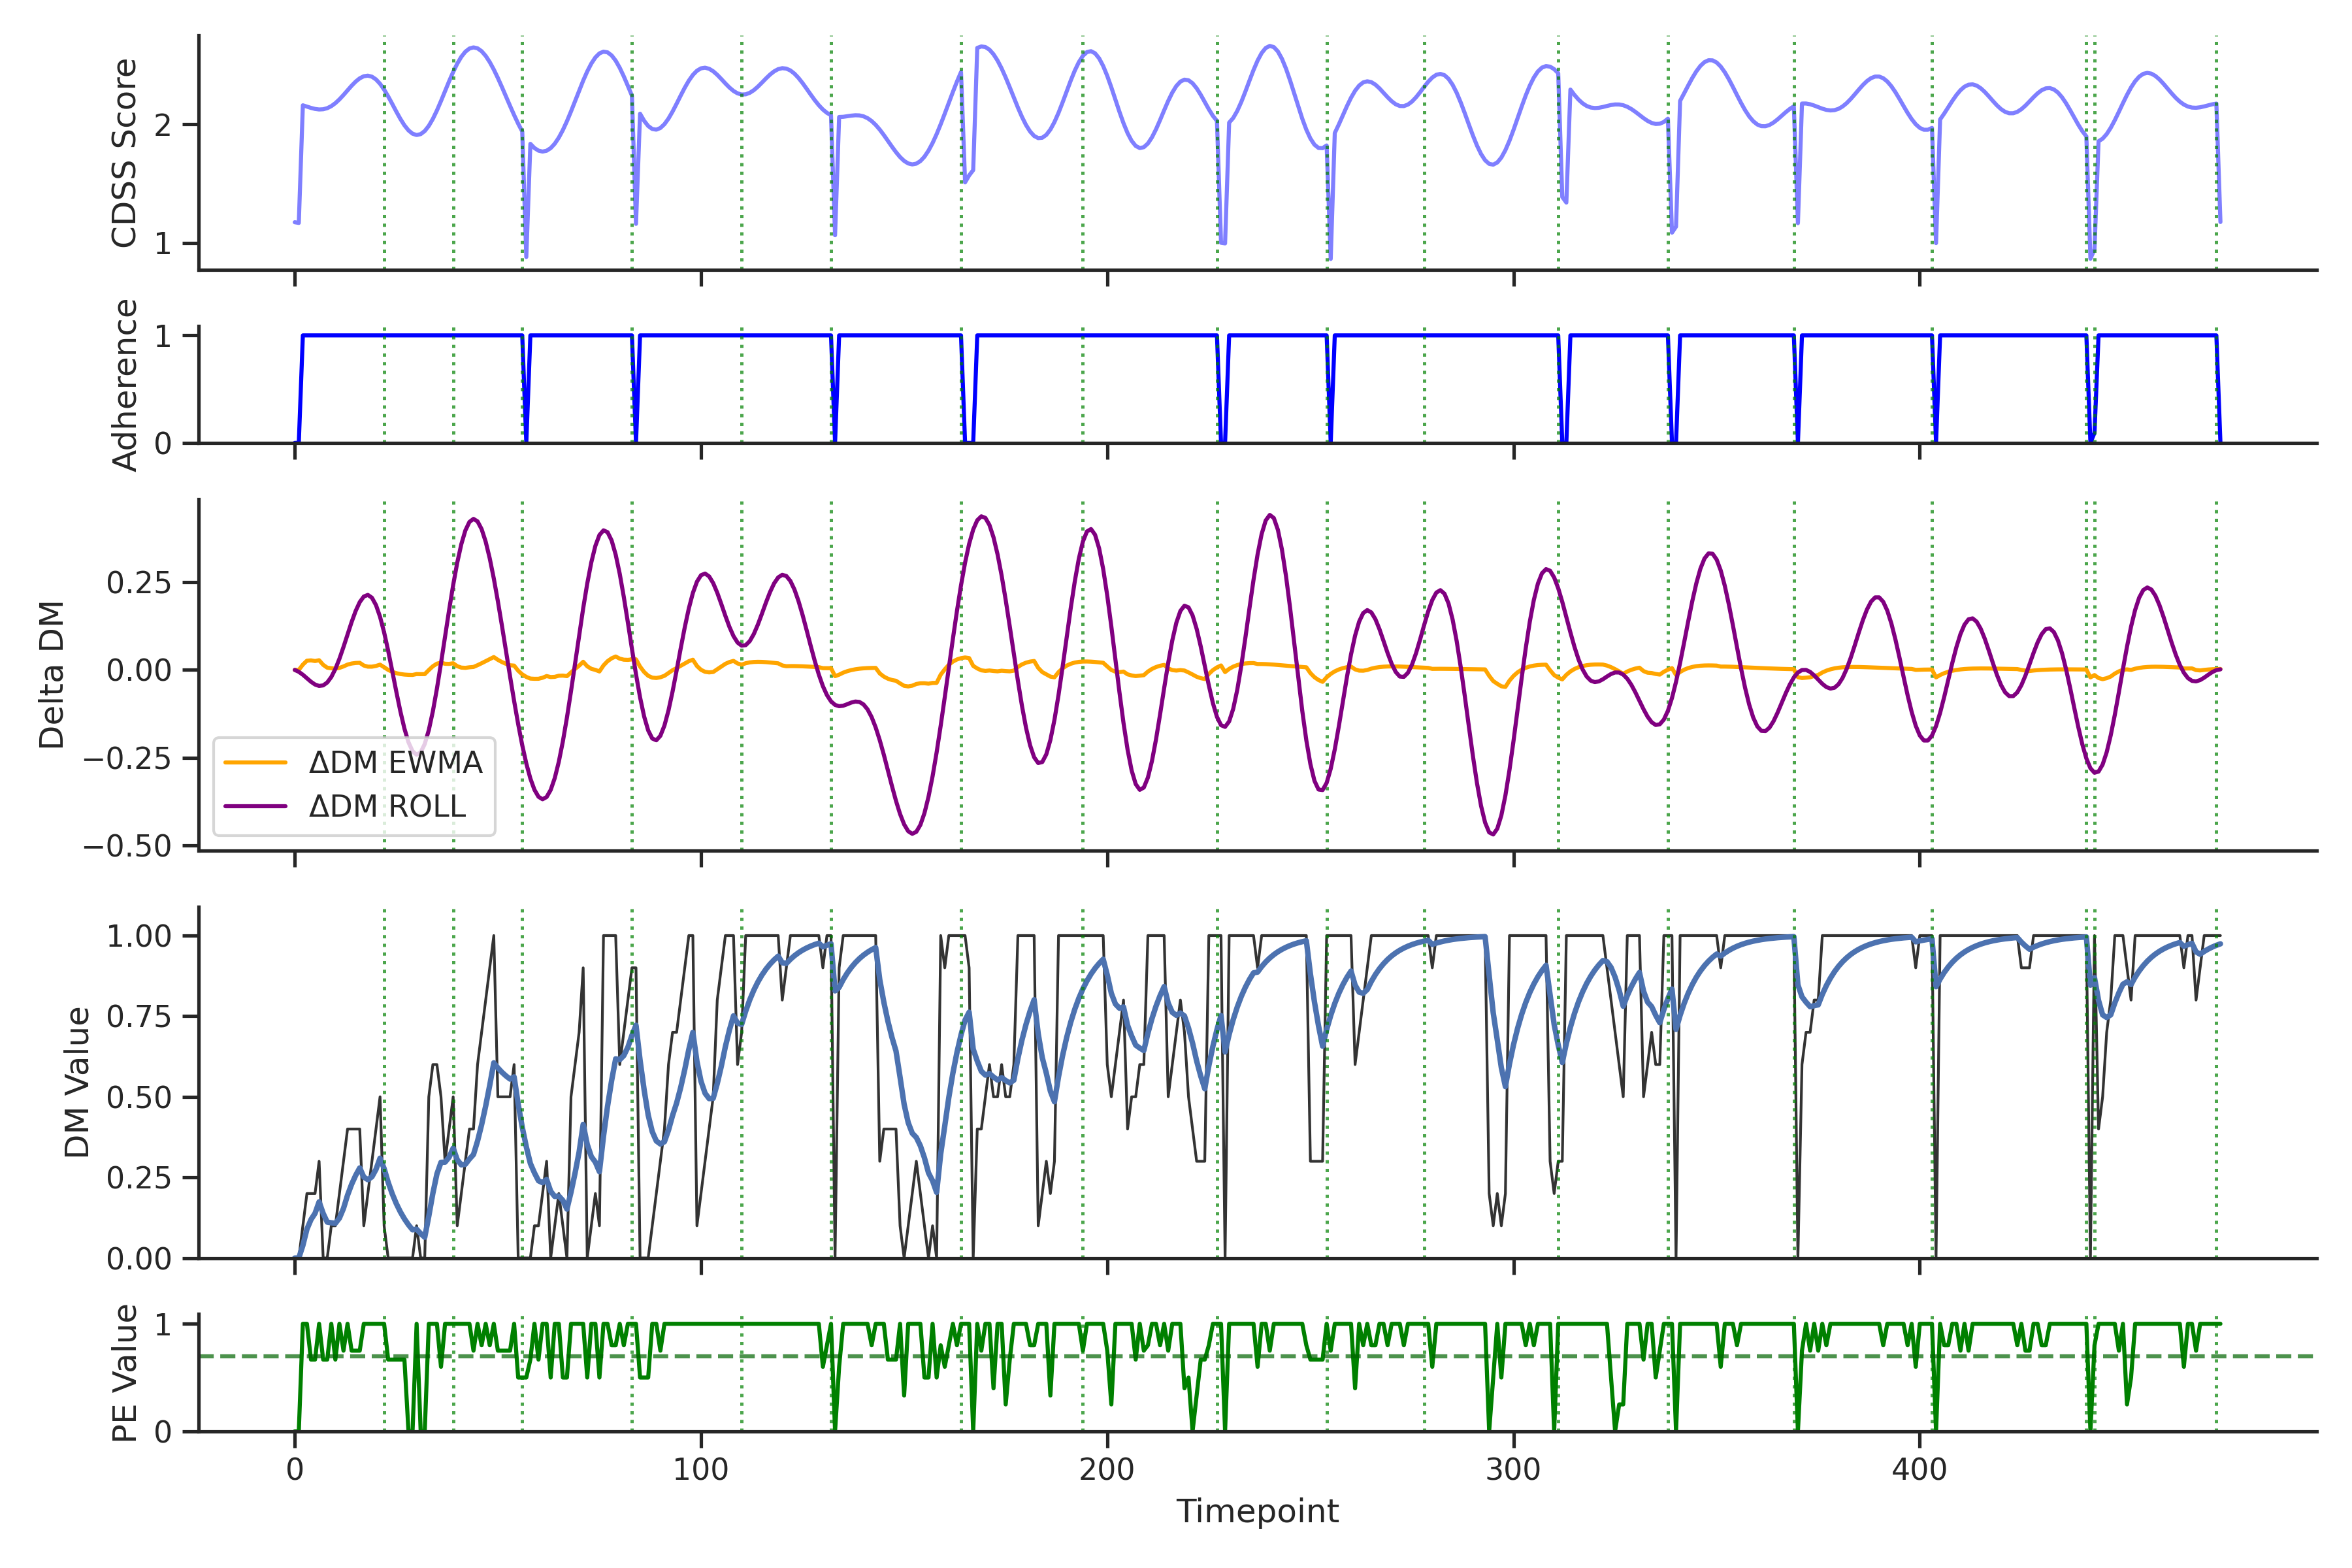 CDSS Score
2
1
Adherence
1
0
Delta DM
0.25
0.00
−0.25
−0.50
ΔDM EWMA
ΔDM ROLL
DM Value
1.00
0.75
0.50
0.25
0.00
PE Value
1
0
0 100 200 300 400
Timepoint